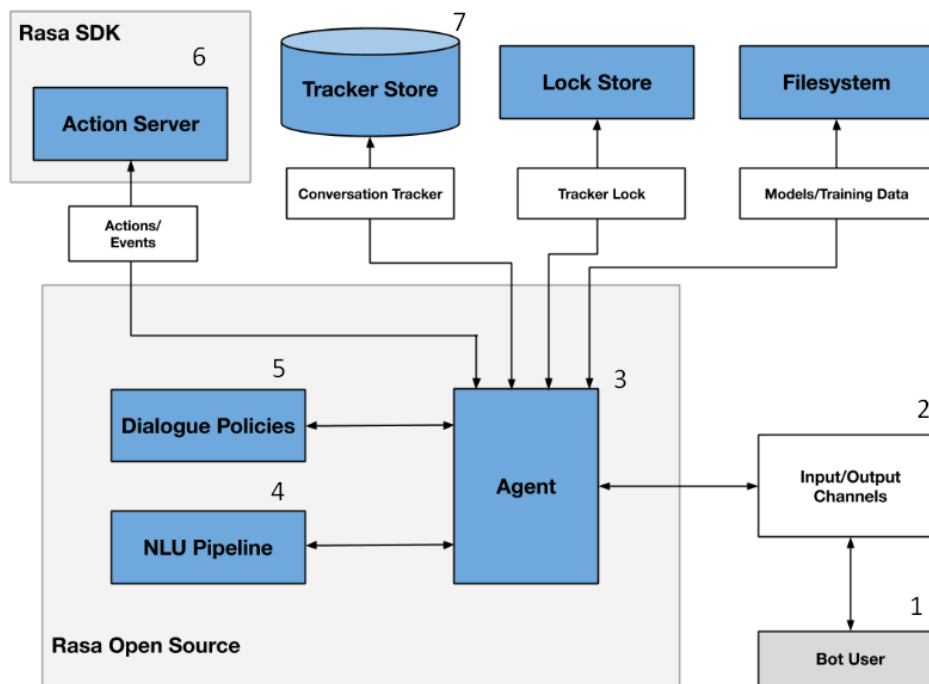 Rasa SDK
6
Action Server
7
Tracker Store
Lock Store
Filesystem
Conversation Tracker
Tracker Lock
Models/Training Data
Actions/
Events
5
Dialogue Policies
4
NLU Pipeline
3
Agent
2
Input/Output
Channels
1
Bot User
Rasa Open Source